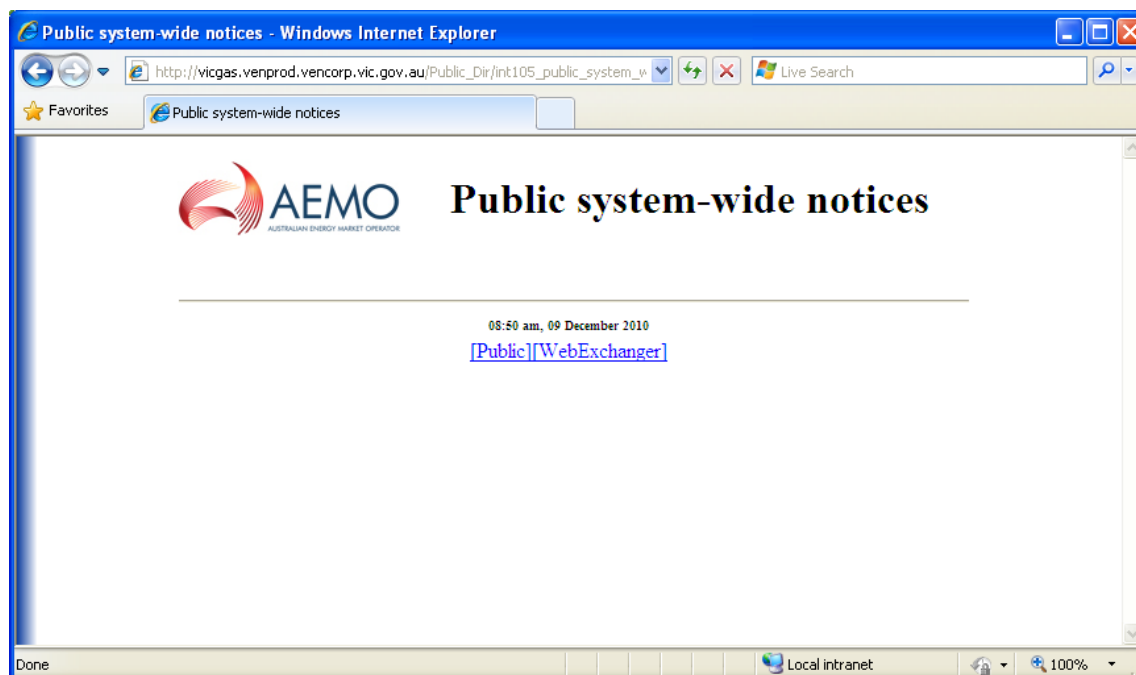 Public system-wide notices - Windows Internet Explorer
http://vicgas.venprod.vencorp.vic.gov.au/Public_Dir/int105_public_system_w
Live Search
Favorites
Public system-wide notices
AEMO
AUSTRALIAN ENERGY MARKET OPERATOR
Public system-wide notices
08:50 am, 09 December 2010
[Public][WebExchanger]
Done
Local intranet
100%